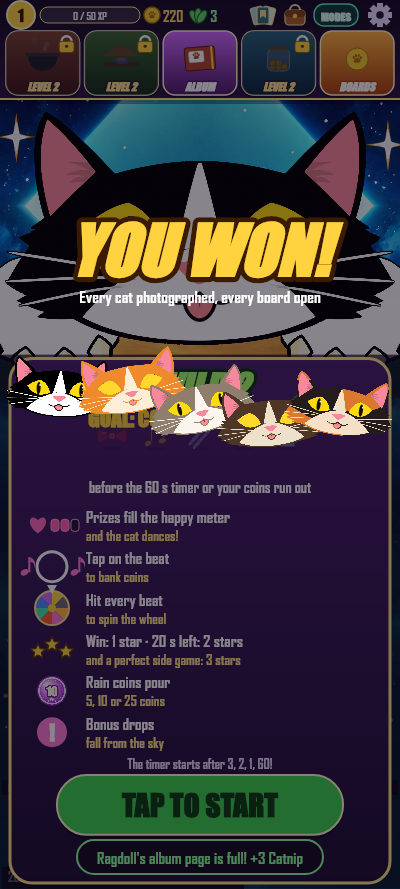 1
0 / 50 XP
220
3
MODES
LEVEL 2
LEVEL 2
ALBUM
LEVEL 2
BOARDS
YOU WON!
Every cat photographed, every board open
before the 60 s timer or your coins run out
Prizes fill the happy meter
and the cat dances!
Tap on the beat
to bank coins
Hit every beat
to spin the wheel
Win: 1 star · 20 s left: 2 stars
and a perfect side game: 3 stars
10
Rain coins pour
5, 10 or 25 coins
Bonus drops
fall from the sky
The timer starts after 3, 2, 1, GO!
TAP TO START
Ragdoll's album page is full! +3 Catnip